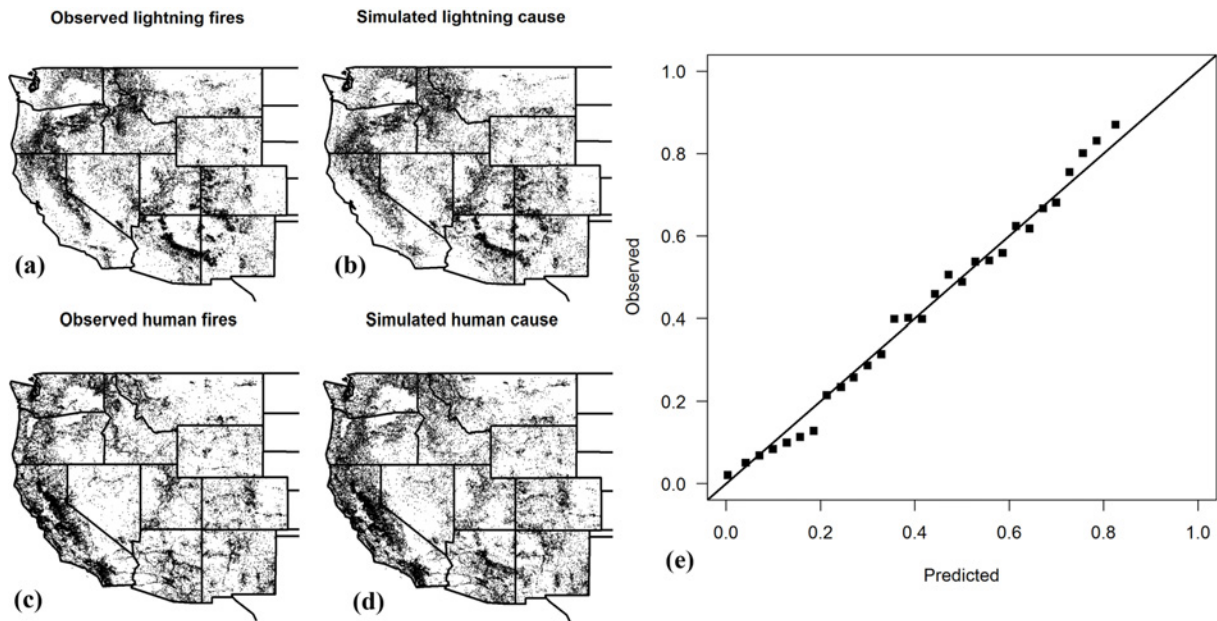 Observed lightning fires
Simulated lightning cause
(a)
(b)
Observed human fires
Simulated human cause
(c)
(d)
Observed
1.0
0.8
0.6
0.4
0.2
0.0
0.0 0.2 0.4 0.6 0.8 1.0
(e)
Predicted